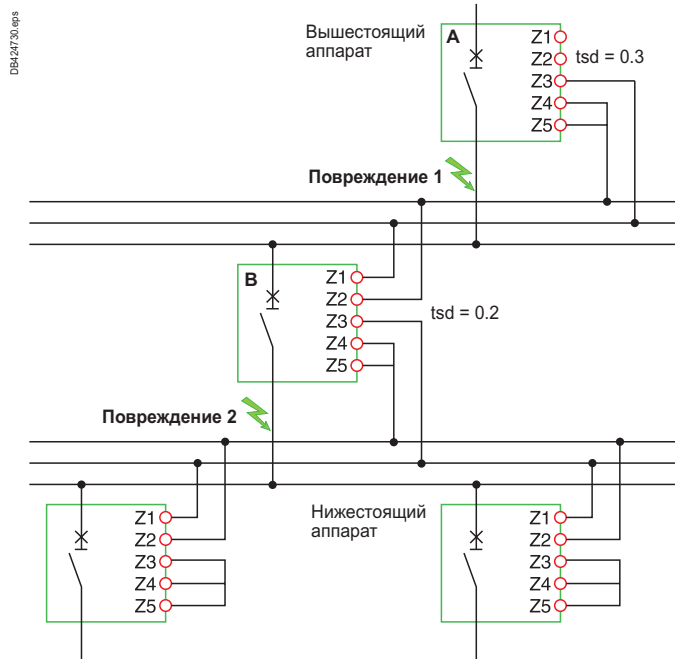 DB424730.eps
Вышестоящий
аппарат
A
Z1
Z2
Z3
Z4
Z5
tsd = 0.3
Повреждение 1
B
Z1
Z2
Z3
Z4
Z5
tsd = 0.2
Повреждение 2
Z1
Z2
Z3
Z4
Z5
Нижестоящий
аппарат
Z1
Z2
Z3
Z4
Z5